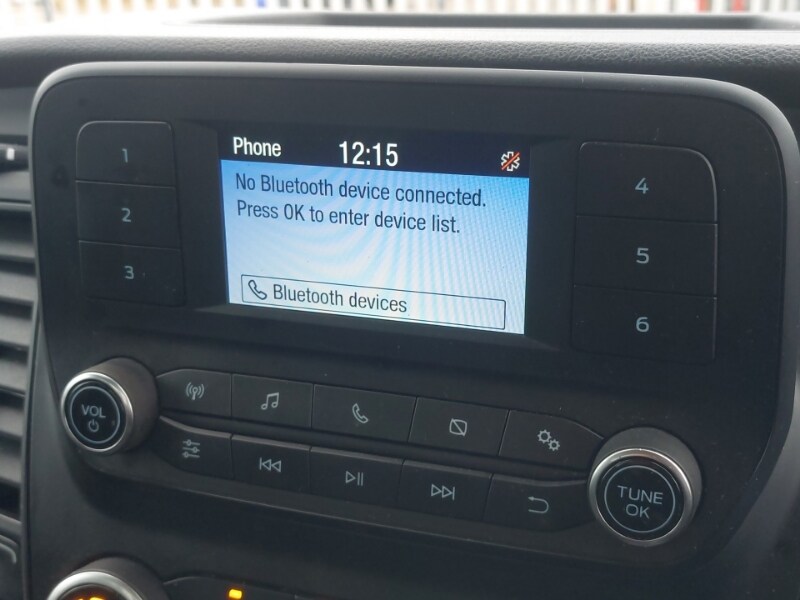 Phone 12:15
No Bluetooth device connected.
Press OK to enter device list.
Bluetooth devices
1
2
3
4
5
6
VOL
TUNE
OK